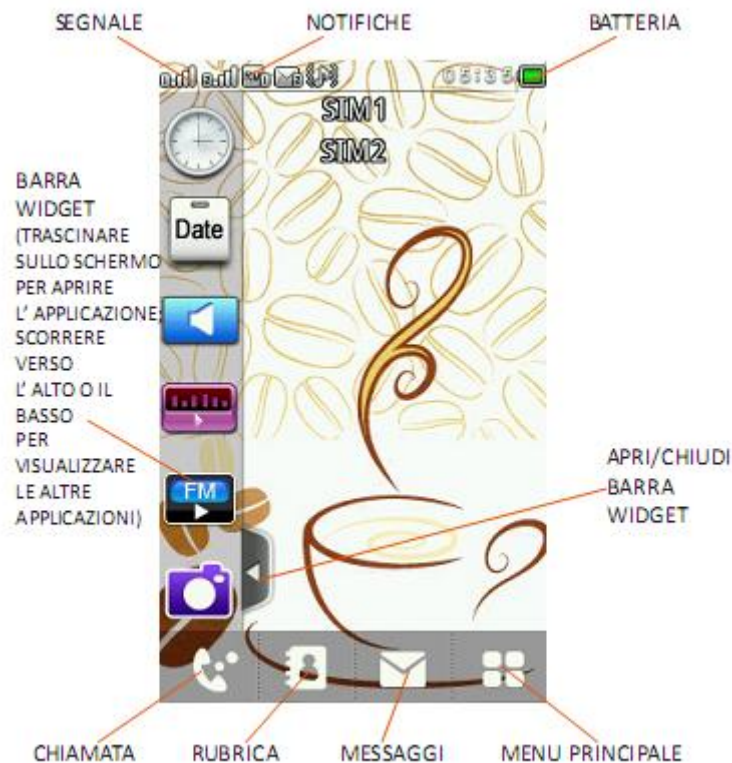 SEGNALE NOTIFICHE BATTERIA
05:35
SIM1
SIM2
Date
FM
BARRA
WIDGET
(TRASCINARE
SULLO SCHERMO
PER APRIRE
L' APPLICAZIONE;
SCORRERE
VERSO
L' ALTO O IL
BASSO
PER
VISUALIZZARE
LE ALTRE
APPLICAZIONI)
APRI/CHIUDI
BARRA
WIDGET
CHIAMATA RUBRICA MESSAGGI MENU PRINCIPALE